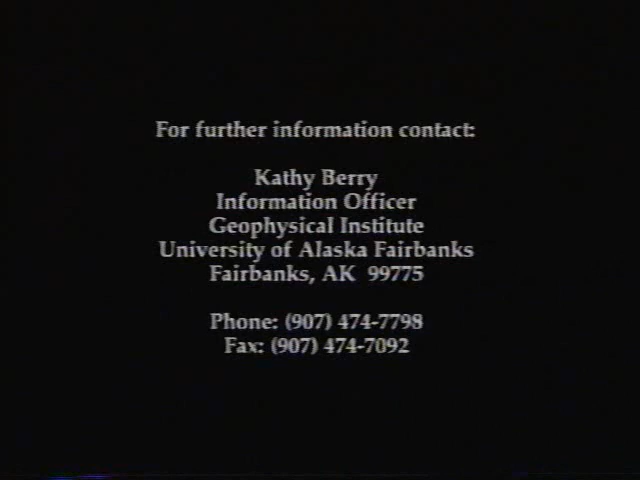 For further information contact:
Kathy Berry
Information Officer
Geophysical Institute
University of Alaska Fairbanks
Fairbanks, AK  99775
Phone: (907) 474-7798
Fax: (907) 474-7092